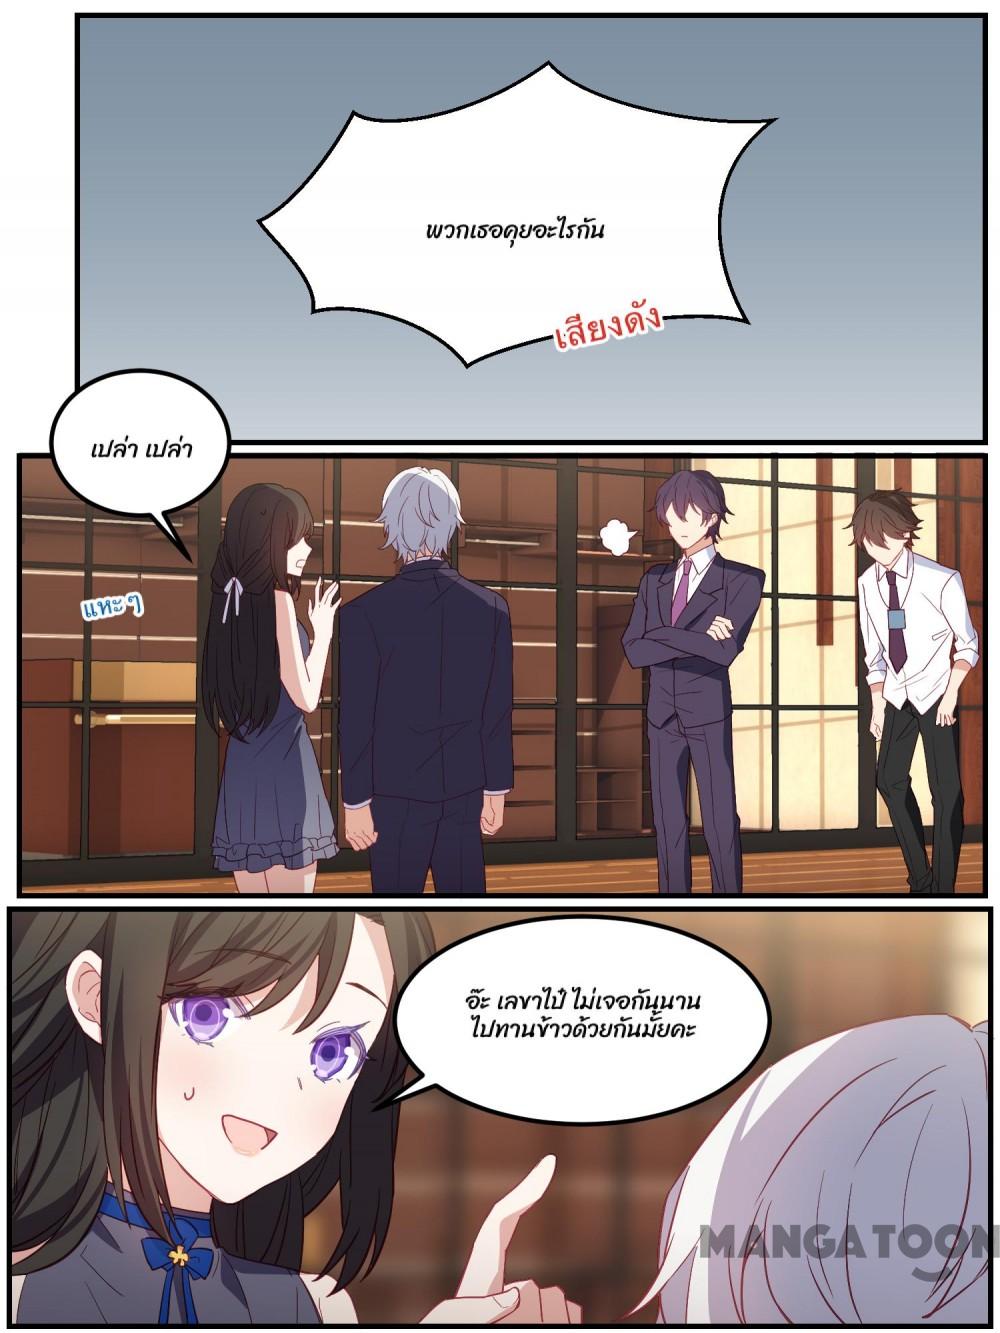 พวกเธอคุยอะไรกัน
เสียงดัง
เปล่า เปล่า
แหะๆ
อ๊ะ เลขาไป๋ ไม่เจอกันนาน
ไปทานข้าวด้วยกันมั้ยคะ
MANGATOON